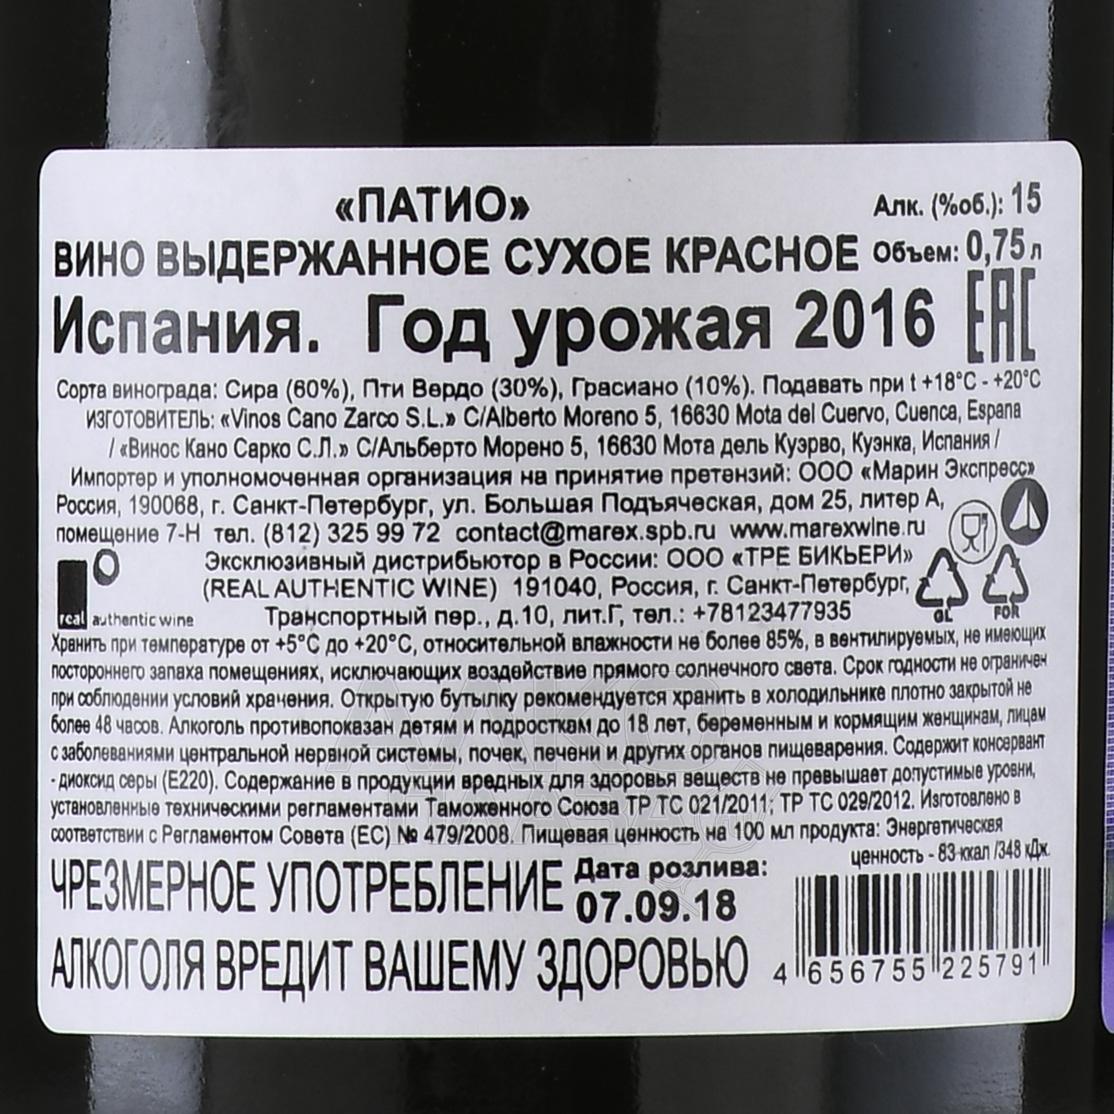 «ПАТИО»
Алк. (%об.): 15
ВИНО ВЫДЕРЖАННОЕ СУХОЕ КРАСНОЕ
Объем: 0,75 л
Испания. Год урожая 2016
ЕАС
Сорта винограда: Сира (60%), Пти Вердо (30%), Грасиано (10%). Подавать при t +18°C - +20°C
ИЗГОТОВИТЕЛЬ: «Vinos Cano Zarco S.L.» C/Alberto Moreno 5, 16630 Mota del Cuervo, Cuenca, Espana
/ «Винос Кано Сарко С.Л.» С/Альберто Морено 5, 16630 Мота дель Куэрво, Куэнка, Испания /
Импортер и уполномоченная организация на принятие претензий: ООО «Марин Экспресс»
Россия, 190068, г. Санкт-Петербург, ул. Большая Подъяческая, дом 25, литер А,
помещение 7-Н тел. (812) 325 99 72 contact@marex.spb.ru www.marexwine.ru
Эксклюзивный дистрибьютор в России: ООО «ТРЕ БИКЬЕРИ»
(REAL AUTHENTIC WINE) 191040, Россия, г. Санкт-Петербург,
Транспортный пер., д.10, лит.Г, тел.: +78123477935
real authentic wine
GL FOR
Хранить при температуре от +5°C до +20°C, относительной влажности не более 85%, в вентилируемых, не имеющих
постороннего запаха помещениях, исключающих воздействие прямого солнечного света. Срок годности не ограничен
при соблюдении условий хранения. Открытую бутылку рекомендуется хранить в холодильнике плотно закрытой не
более 48 часов. Алкоголь противопоказан детям и подросткам до 18 лет, беременным и кормящим женщинам, лицам
с заболеваниями центральной нервной системы, почек, печени и других органов пищеварения. Содержит консервант
- диоксид серы (Е220). Содержание в продукции вредных для здоровья веществ не превышает допустимые уровни,
установленные техническими регламентами Таможенного Союза ТР ТС 021/2011; ТР ТС 029/2012. Изготовлено в
соответствии с Регламентом Совета (ЕС) № 479/2008. Пищевая ценность на 100 мл продукта: Энергетическая
ценность - 83 ккал /348 кДж.
ЧРЕЗМЕРНОЕ УПОТРЕБЛЕНИЕ
АЛКОГОЛЯ ВРЕДИТ ВАШЕМУ ЗДОРОВЬЮ
Дата розлива:
07.09.18
4 656755 225791